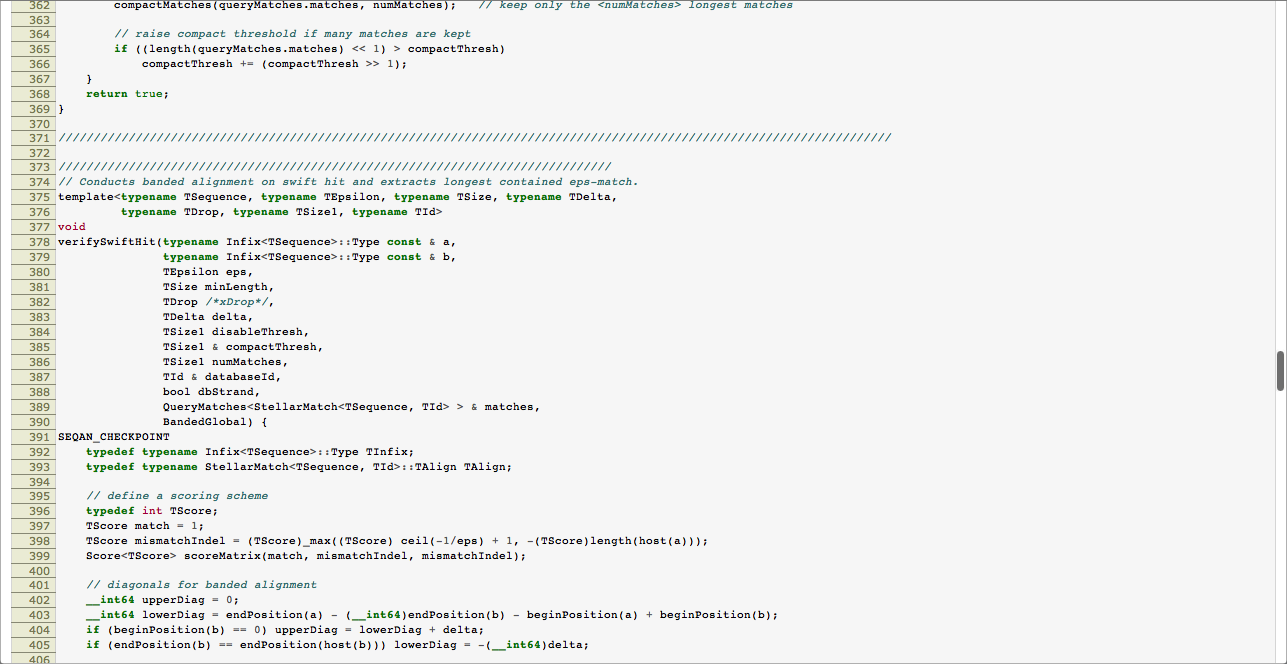 362         compactMatches(queryMatches.matches, numMatches);   // keep only the <numMatches> longest matches
363
364         // raise compact threshold if many matches are kept
365         if ((length(queryMatches.matches) << 1) > compactThresh)
366             compactThresh += (compactThresh >> 1);
367     }
368     return true;
369 }
370
371 ///////////////////////////////////////////////////////////////////////////////////////////////////////////////////////
372
373 ///////////////////////////////////////////////////////////////////////////////
374 // Conducts banded alignment on swift hit and extracts longest contained eps-match.
375 template<typename TSequence, typename TEpsilon, typename TSize, typename TDelta,
376          typename TDrop, typename TSize1, typename TId>
377 void
378 verifySwiftHit(typename Infix<TSequence>::Type const & a,
379                typename Infix<TSequence>::Type const & b,
380                TEpsilon eps,
381                TSize minLength,
382                TDrop /*xDrop*/,
383                TDelta delta,
384                TSize1 disableThresh,
385                TSize1 & compactThresh,
386                TSize1 numMatches,
387                TId & databaseId,
388                bool dbStrand,
389                QueryMatches<StellarMatch<TSequence, TId> > & matches,
390                BandedGlobal) {
391 SEQAN_CHECKPOINT
392     typedef typename Infix<TSequence>::Type TInfix;
393     typedef typename StellarMatch<TSequence, TId>::TAlign TAlign;
394
395     // define a scoring scheme
396     typedef int TScore;
397     TScore match = 1;
398     TScore mismatchIndel = (TScore)_max((TScore) ceil(-1/eps) + 1, -(TScore)length(host(a)));
399     Score<TScore> scoreMatrix(match, mismatchIndel, mismatchIndel);
400
401     // diagonals for banded alignment
402     __int64 upperDiag = 0;
403     __int64 lowerDiag = endPosition(a) - (__int64)endPosition(b) - beginPosition(a) + beginPosition(b);
404     if (beginPosition(b) == 0) upperDiag = lowerDiag + delta;
405     if (endPosition(b) == endPosition(host(b))) lowerDiag = -(__int64)delta;
406